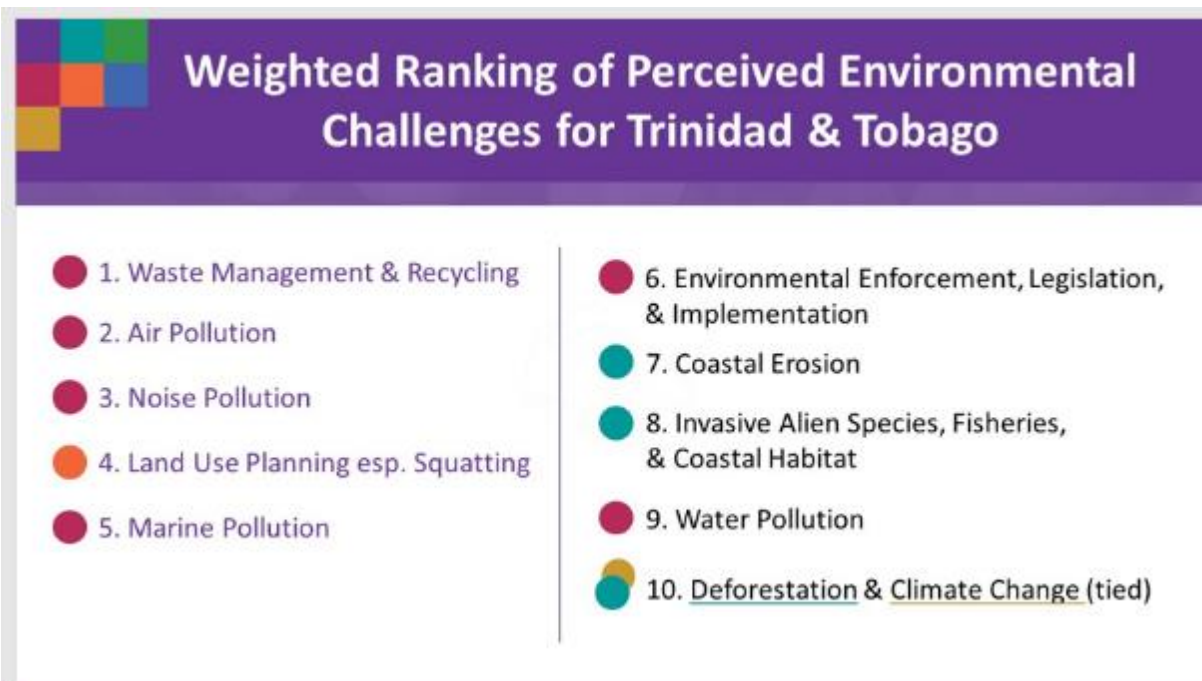 Weighted Ranking of Perceived Environmental
Challenges for Trinidad & Tobago
1. Waste Management & Recycling
2. Air Pollution
3. Noise Pollution
4. Land Use Planning esp. Squatting
5. Marine Pollution
6. Environmental Enforcement, Legislation,
& Implementation
7. Coastal Erosion
8. Invasive Alien Species, Fisheries,
& Coastal Habitat
9. Water Pollution
10. Deforestation & Climate Change (tied)